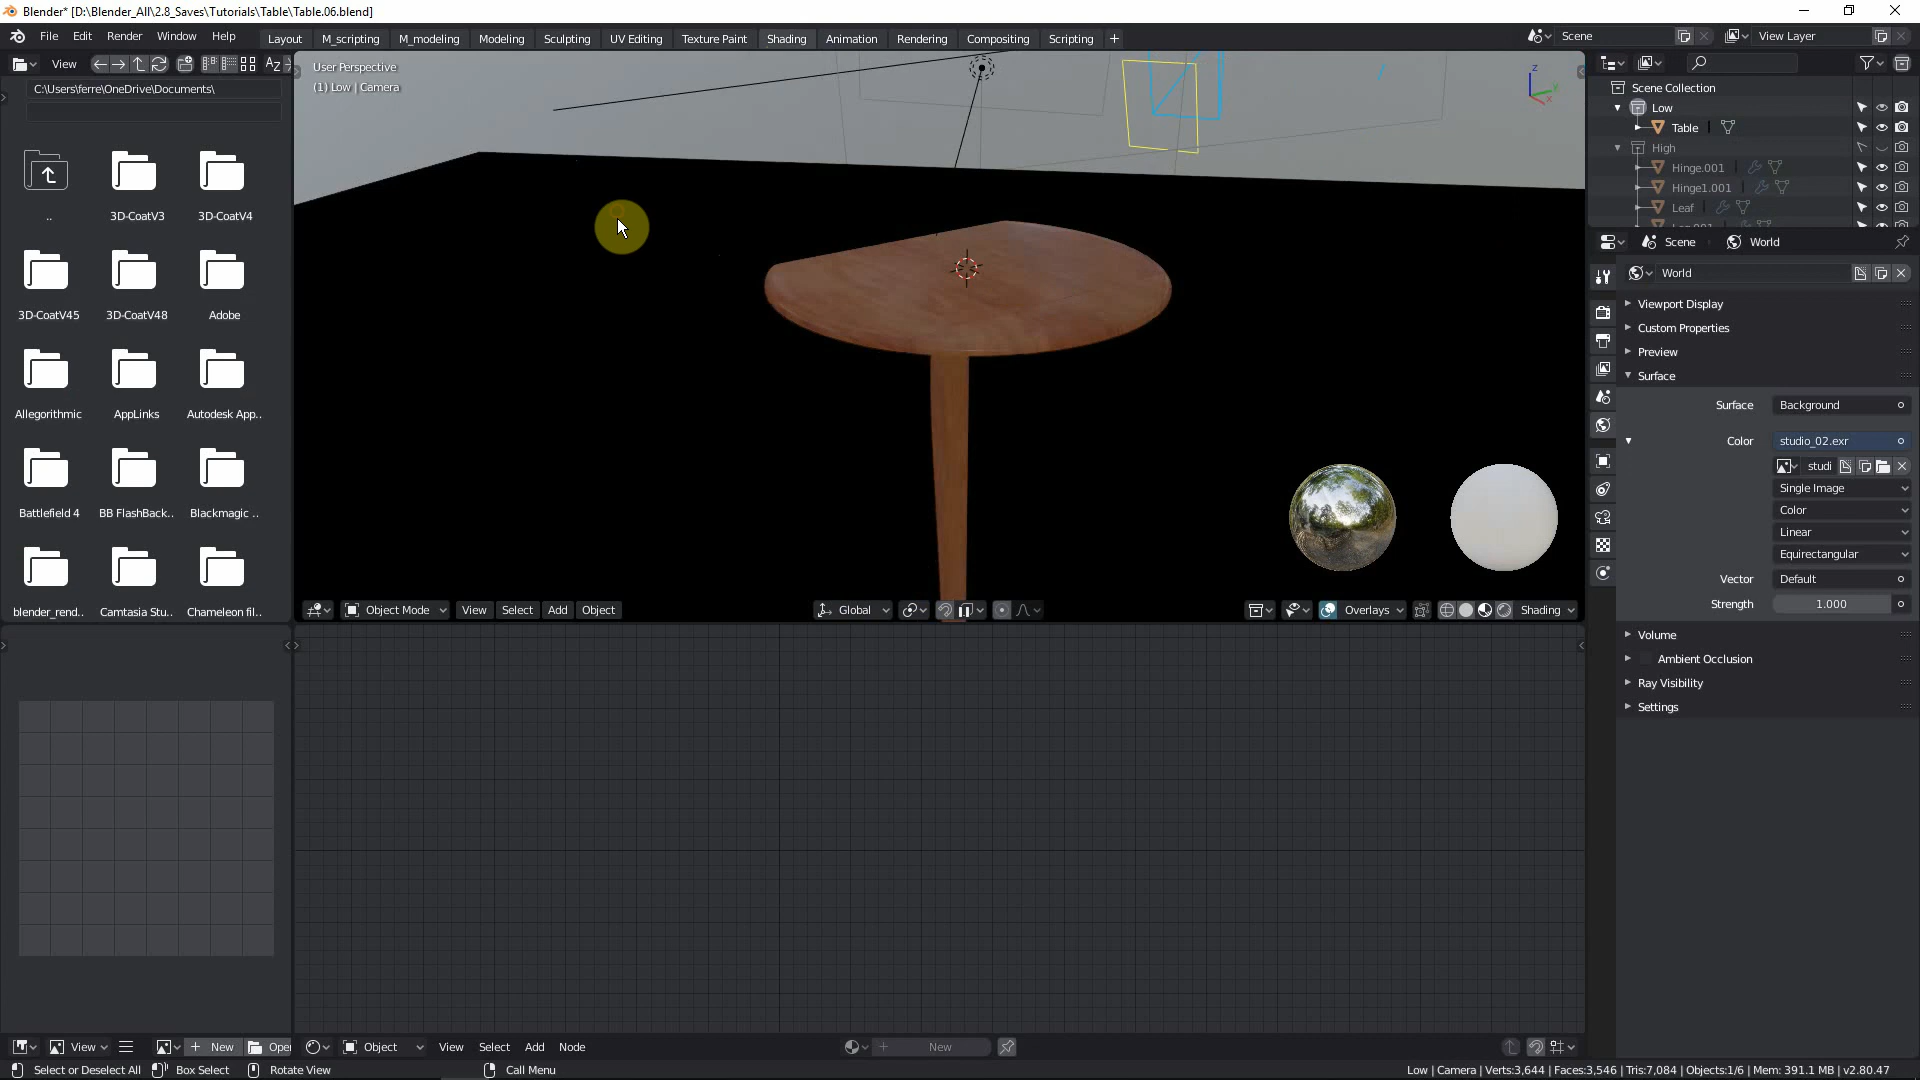 Blender* [D:\Blender_All\2.8_Saves\Tutorials\Table\Table.06.blend]
File Edit Render Window Help
Layout M_scripting M_modeling Modeling Sculpting UV Editing Texture Paint Shading Animation Rendering Compositing Scripting +
Scene
View Layer
View
C:\Users\ferre\OneDrive\Documents\
..
3D-CoatV3
3D-CoatV4
3D-CoatV45
3D-CoatV48
Adobe
Allegorithmic
AppLinks
Autodesk App..
Battlefield 4
BB FlashBack..
Blackmagic ..
blender_rend..
Camtasia Stu..
Chameleon fil..
User Perspective
(1) Low | Camera
Z
Y
X
Object Mode View Select Add Object
Global
Overlays
Shading
Scene Collection
Low
Table
High
Hinge.001
Hinge1.001
Leaf
Scene World
World
Viewport Display
Custom Properties
Preview
Surface
Surface Background
Color studio_02.exr
studi
Single Image
Color
Linear
Equirectangular
Vector Default
Strength 1.000
Volume
Ambient Occlusion
Ray Visibility
Settings
View
New
Oper
Object View Select Add Node
New
Select or Deselect All Box Select Rotate View Call Menu
Low | Camera | Verts:3,644 | Faces:3,546 | Tris:7,084 | Objects:1/6 | Mem: 391.1 MB | v2.80.47